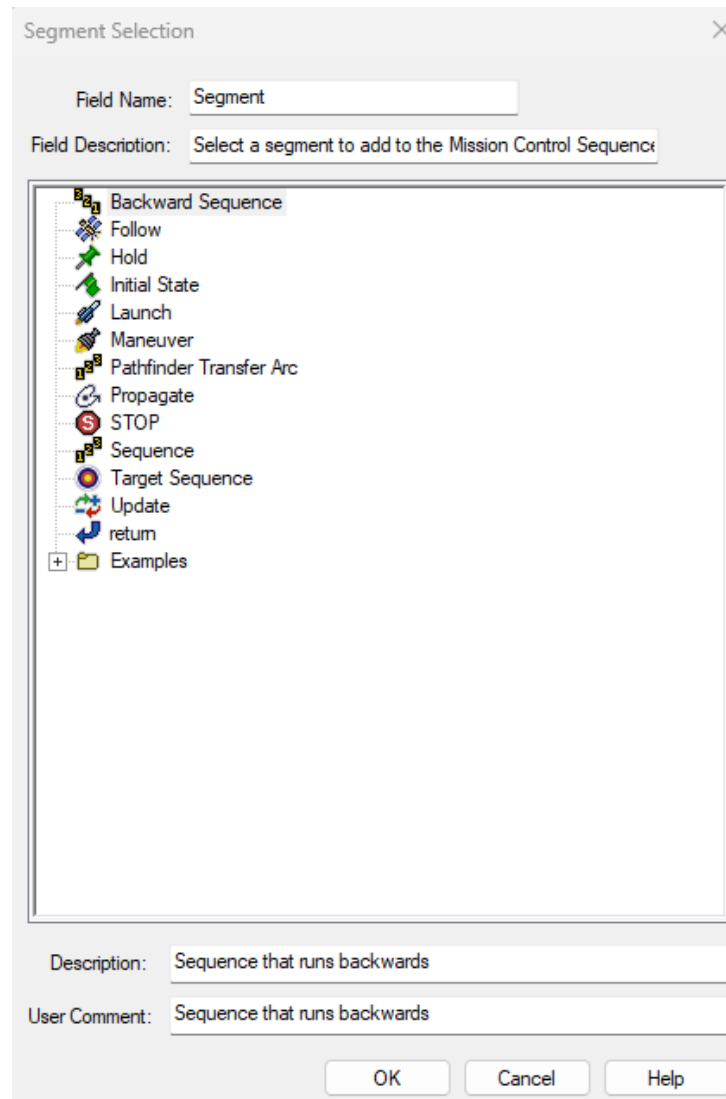 Segment Selection
Field Name: Segment
Field Description: Select a segment to add to the Mission Control Sequence
Backward Sequence
Follow
Hold
Initial State
Launch
Maneuver
Pathfinder Transfer Arc
Propagate
STOP
Sequence
Target Sequence
Update
return
Examples
Description: Sequence that runs backwards
User Comment: Sequence that runs backwards
OK Cancel Help